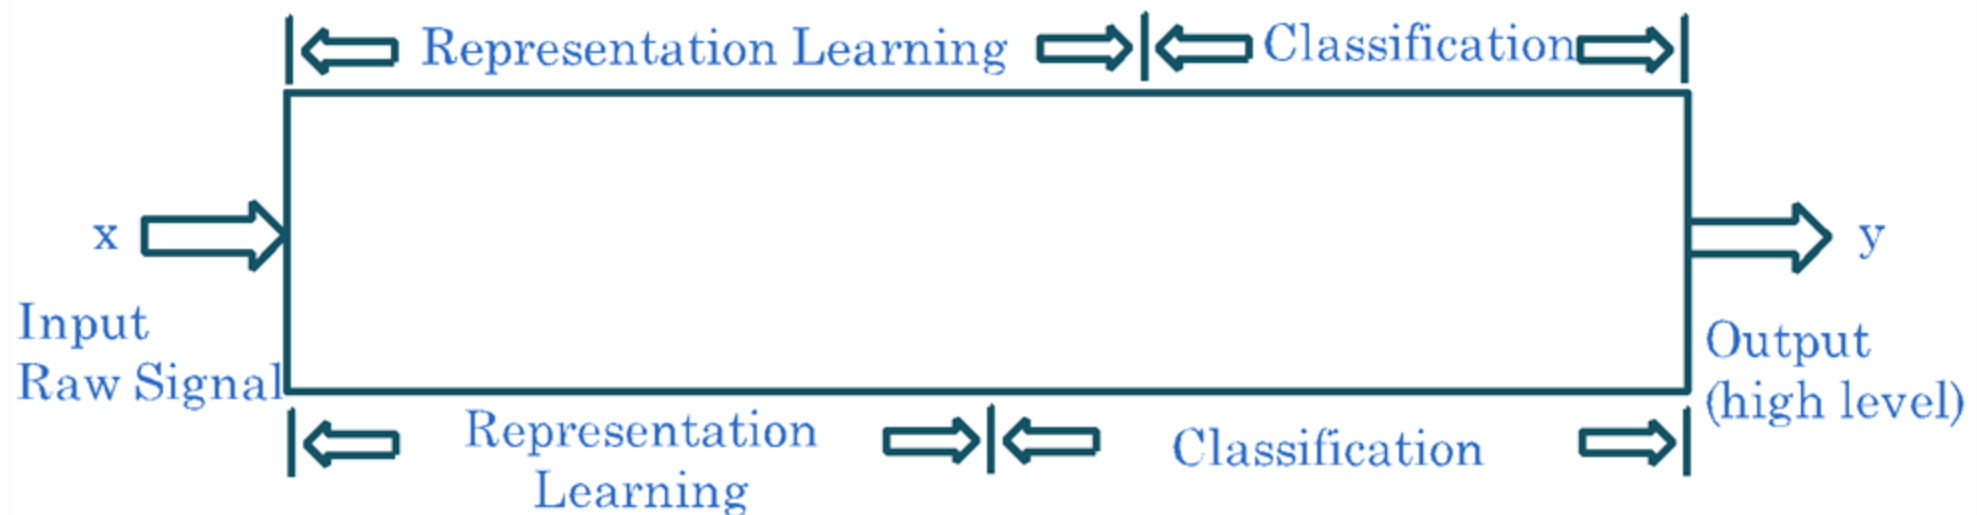 Representation Learning
Classification
x
y
Input
Raw Signal
Output
(high level)
Representation
Learning
Classification